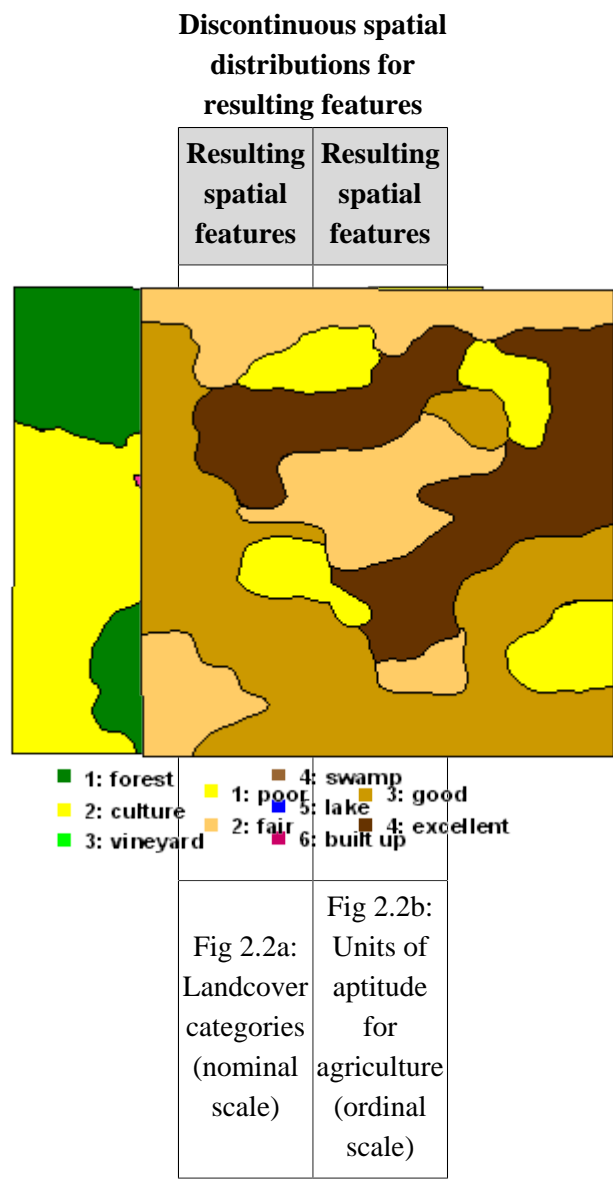 Discontinuous spatial
distributions for
resulting features
Resulting
spatial
features
Resulting
spatial
features
1: forest
2: culture
3: vineyard
4: swamp
5: lake
6: built up
1: poor
2: fair
3: good
4: excellent
Fig 2.2a:
Landcover
categories
(nominal
scale)
Fig 2.2b:
Units of
aptitude
for
agriculture
(ordinal
scale)